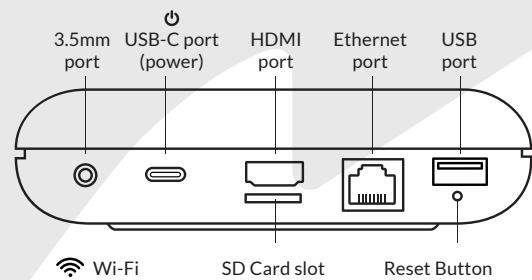 3.5mm port
USB-C port (power)
HDMI port
Ethernet port
USB port
Wi-Fi
SD Card slot
Reset Button